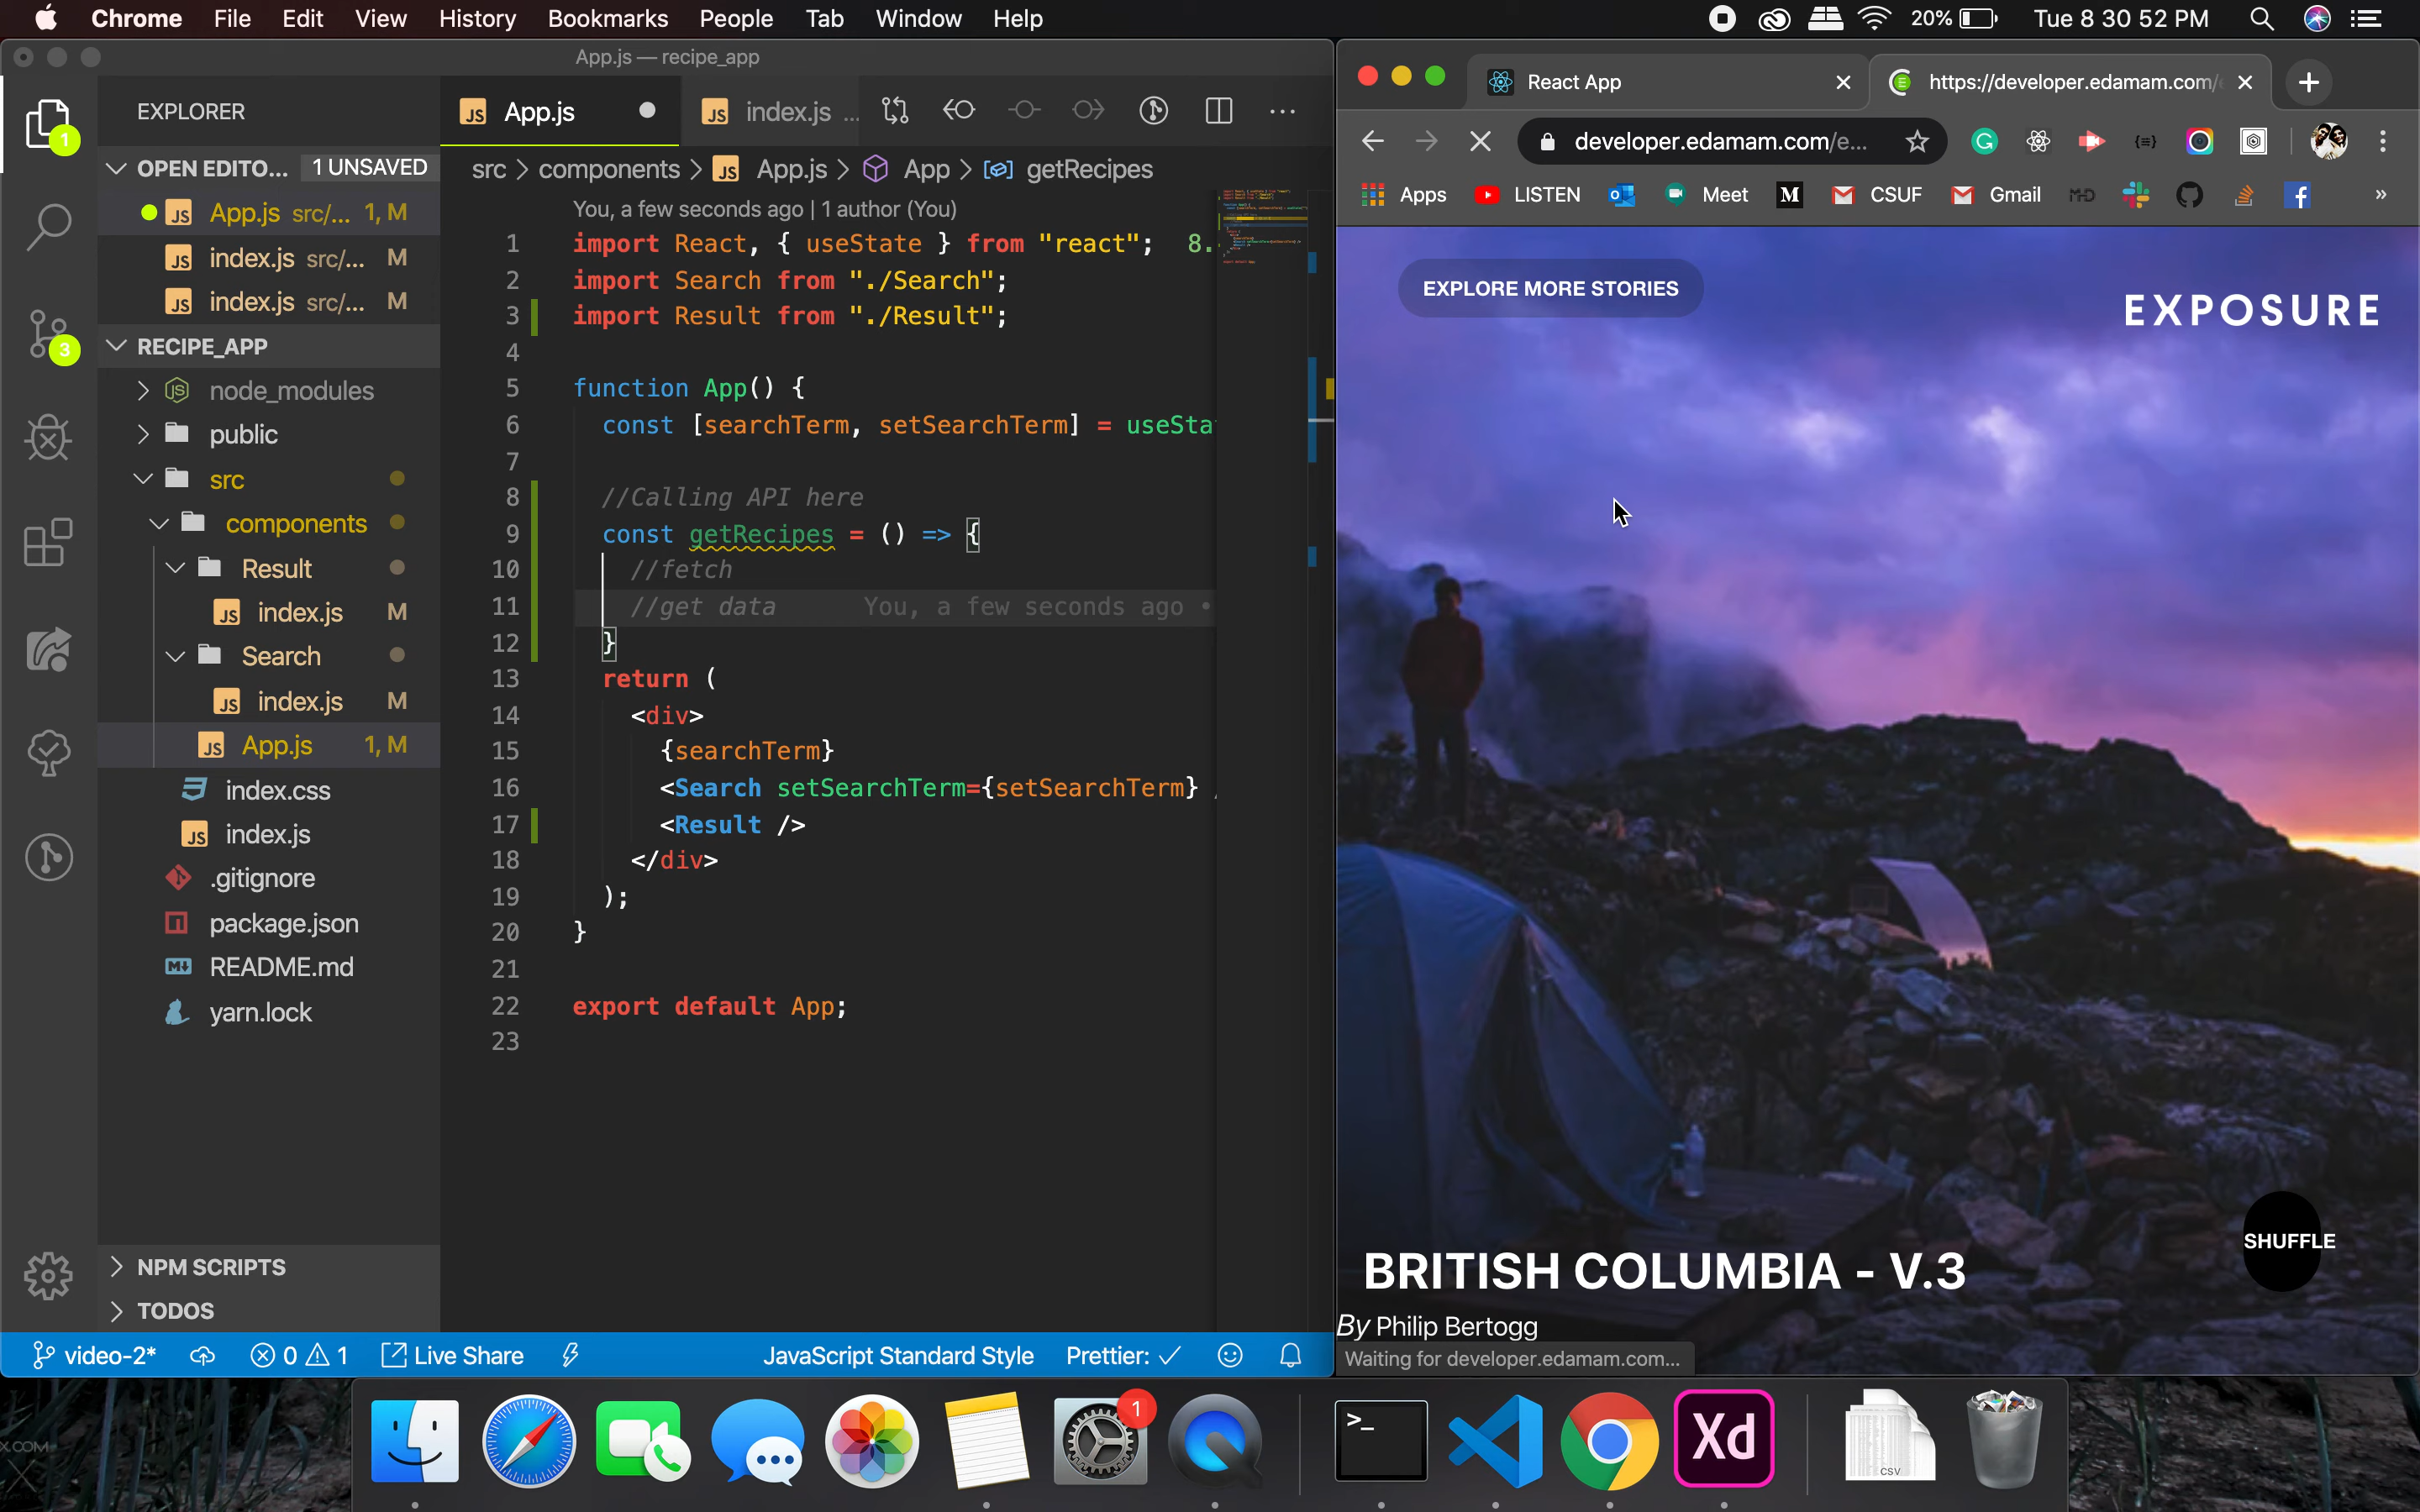 Chrome File Edit View History Bookmarks People Tab Window Help
20% Tue 8 30 52 PM
App.js — recipe_app
EXPLORER
OPEN EDITO... 1 UNSAVED
App.js src/... 1, M
index.js src/... M
index.js src/... M
RECIPE_APP
node_modules
public
src
components
Result
index.js M
Search
index.js M
App.js 1, M
index.css
index.js
.gitignore
package.json
README.md
yarn.lock
NPM SCRIPTS
TODOS
1
3
App.js
index.js ...
src > components > App.js > App > getRecipes
You, a few seconds ago | 1 author (You)
1 import React, { useState } from "react"; 8.
2 import Search from "./Search";
3 import Result from "./Result";
4
5 function App() {
6 const [searchTerm, setSearchTerm] = useSta
7
8 //Calling API here
9 const getRecipes = () => {
10 //fetch
11 //get data You, a few seconds ago •
12 }
13 return (
14 <div>
15 {searchTerm}
16 <Search setSearchTerm={setSearchTerm} /
17 <Result />
18 </div>
19 );
20 }
21
22 export default App;
23
video-2* 0 1 Live Share JavaScript Standard Style Prettier: ✓
React App
https://developer.edamam.com/
developer.edamam.com/e...
Apps LISTEN Meet M CSUF Gmail »
EXPLORE MORE STORIES
EXPOSURE
BRITISH COLUMBIA - V.3
SHUFFLE
By Philip Bertogg
Waiting for developer.edamam.com...
1
>_
Xd
CSV
X.COM